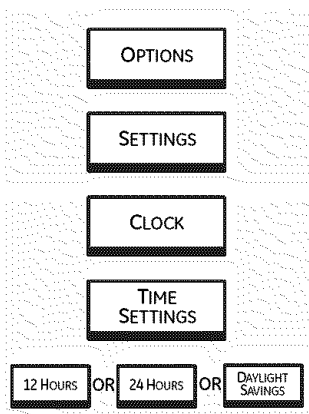 OPTIONS
SETTINGS
CLOCK
TIME
SETTINGS
12 HOURS OR 24 HOURS OR DAYLIGHT
SAVINGS